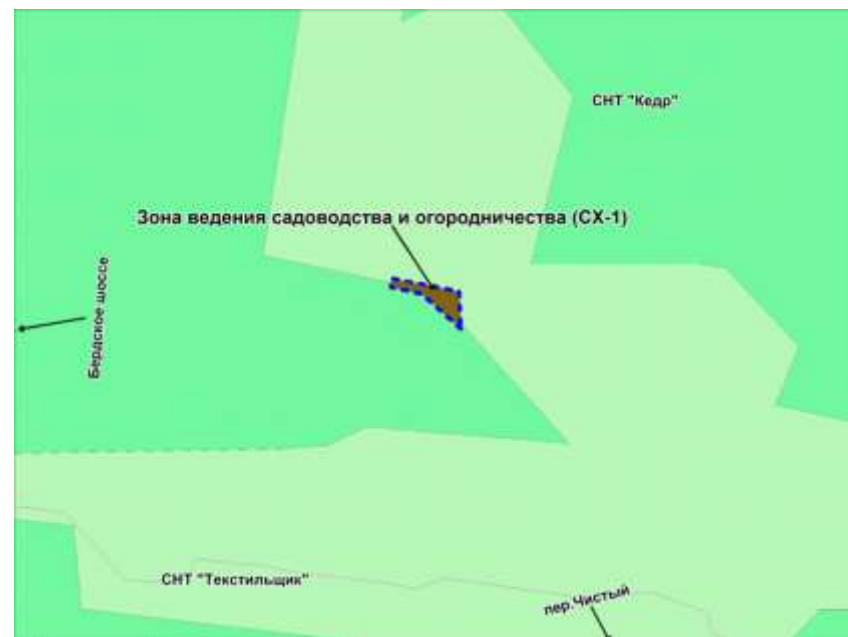 СНТ "Кедр"
Зона ведения садоводства и огородничества (СХ-1)
Бердское шоссе
СНТ "Текстильщик"
пер.Чистый